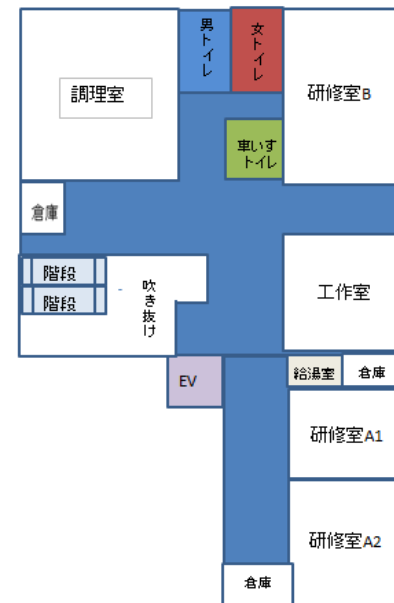 男トイレ
女トイレ
調理室
研修室B
車いす
トイレ
倉庫
階段
階段
吹き抜け
工作室
EV
給湯室
倉庫
研修室A1
研修室A2
倉庫